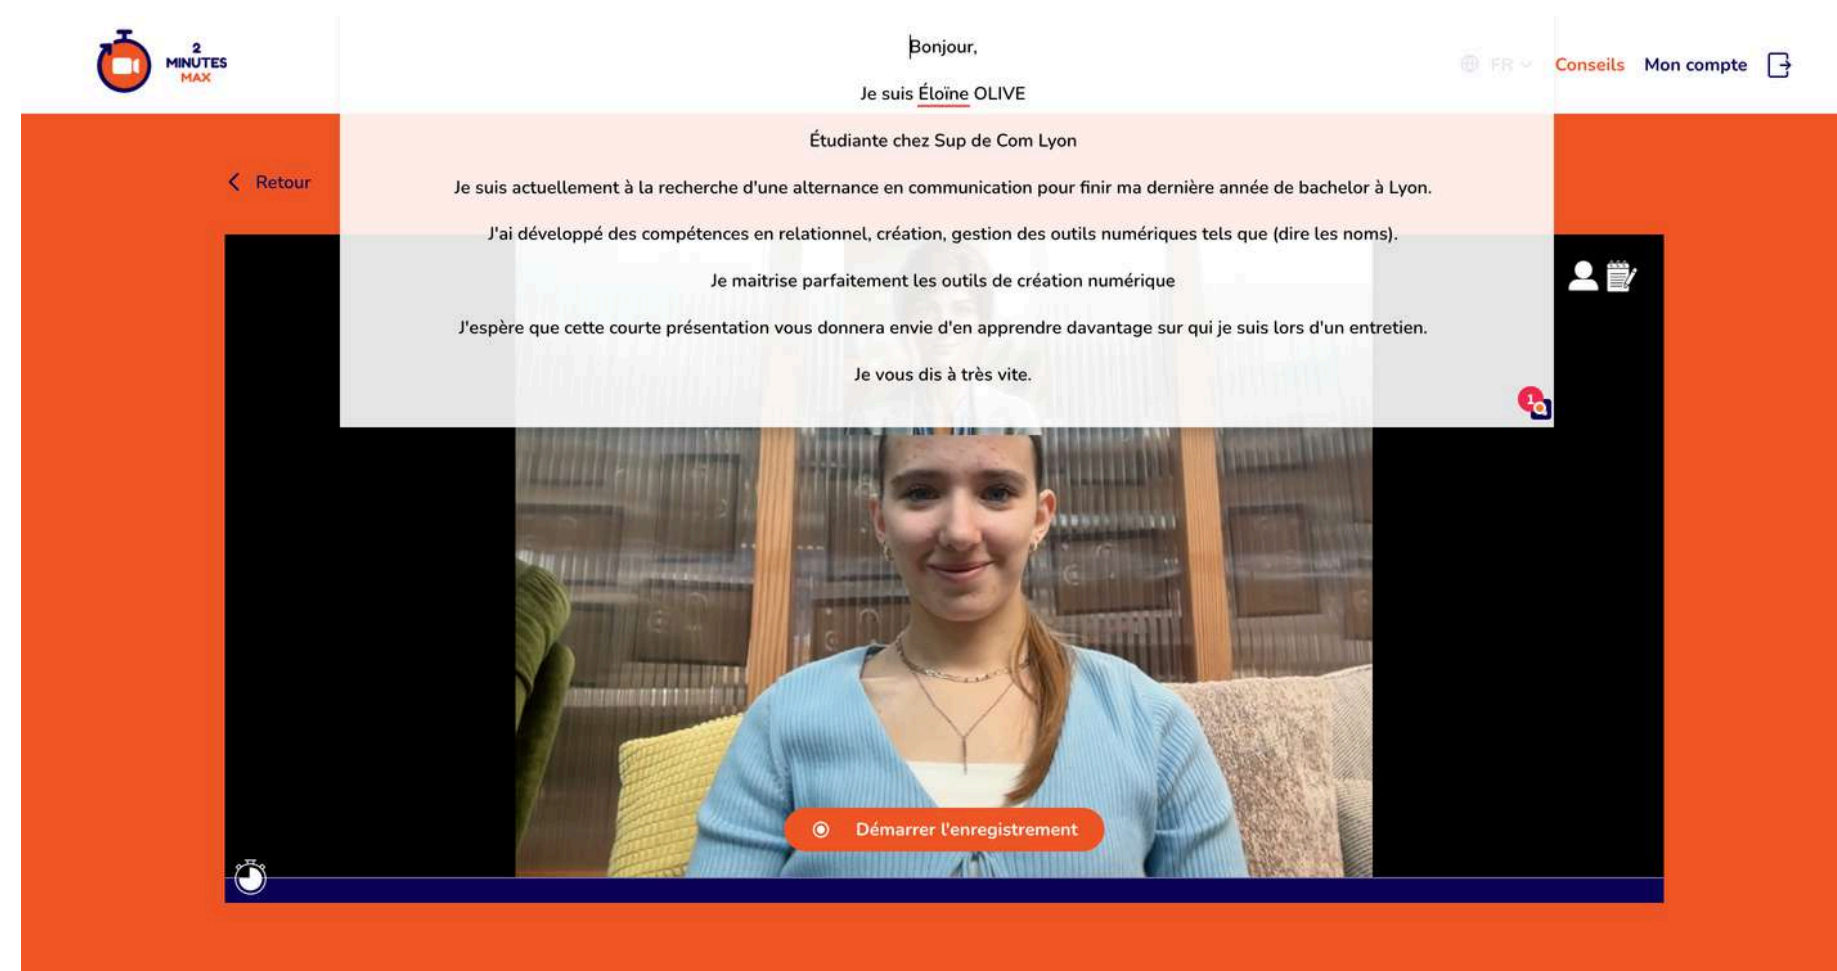 2
MINUTES
MAX
Bonjour,
FR
Conseils
Mon compte
Je suis Éloïne OLIVE
Étudiante chez Sup de Com Lyon
Retour
Je suis actuellement à la recherche d'une alternance en communication pour finir ma dernière année de bachelor à Lyon.
J'ai développé des compétences en relationnel, création, gestion des outils numériques tels que (dire les noms).
Je maitrise parfaitement les outils de création numérique
J'espère que cette courte présentation vous donnera envie d'en apprendre davantage sur qui je suis lors d'un entretien.
Je vous dis à très vite.
1
Démarrer l'enregistrement